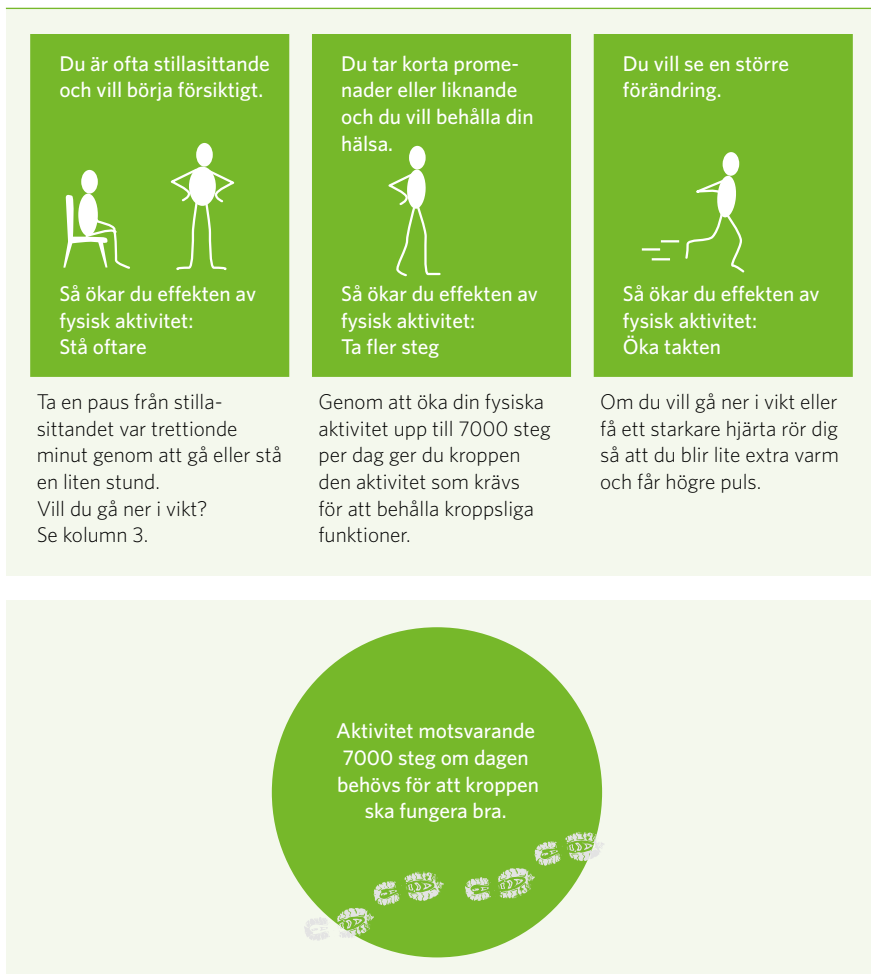 Du är ofta stillasittande
och vill börja försiktigt.
Så ökar du effekten av
fysisk aktivitet:
Stå oftare
Ta en paus från stilla-
sittandet var trettionde
minut genom att gå eller stå
en liten stund.
Vill du gå ner i vikt?
Se kolumn 3.
Du tar korta prome-
nader eller liknande
och du vill behålla din
hälsa.
Så ökar du effekten av
fysisk aktivitet:
Ta fler steg
Genom att öka din fysiska
aktivitet upp till 7000 steg
per dag ger du kroppen
den aktivitet som krävs
för att behålla kroppsliga
funktioner.
Du vill se en större
förändring.
Så ökar du effekten av
fysisk aktivitet:
Öka takten
Om du vill gå ner i vikt eller
få ett starkare hjärta rör dig
så att du blir lite extra varm
och får högre puls.
Aktivitet motsvarande
7000 steg om dagen
behövs för att kroppen
ska fungera bra.